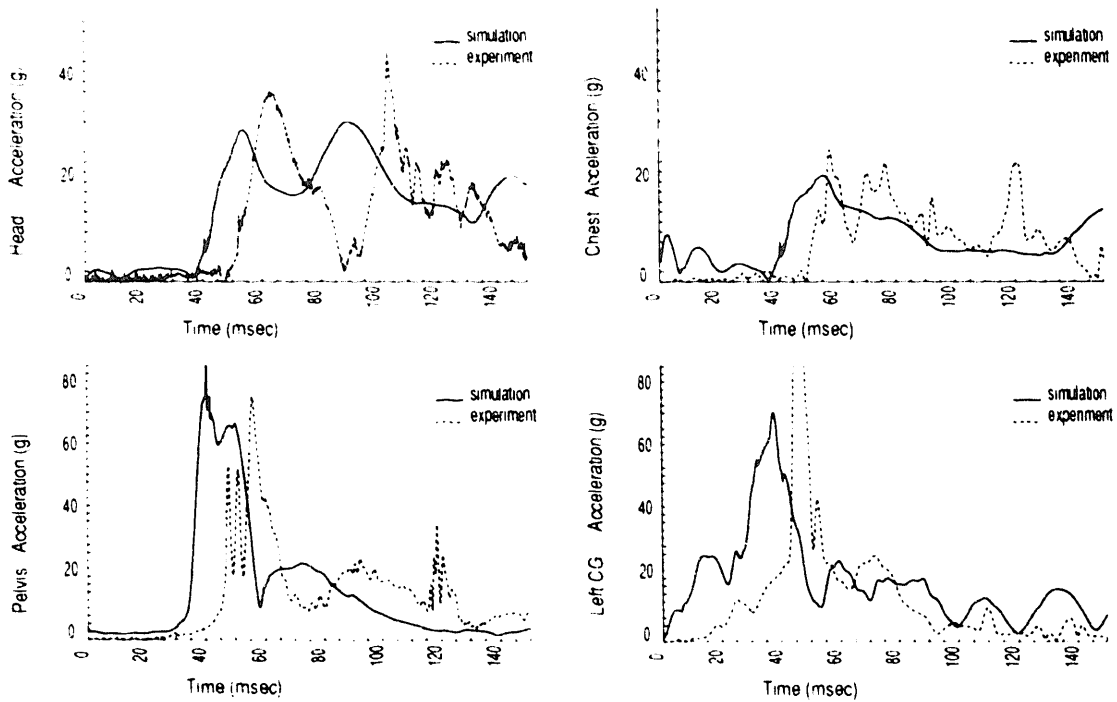 simulation
experiment
Head Acceleration (g)
40
20
0
0 20 40 60 80 100 120 140
Time (msec)
simulation
experiment
Chest Acceleration (g)
40
20
0
0 20 40 60 80 100 120 140
Time (msec)
simulation
experiment
Pelvis Acceleration (g)
80
60
40
20
0
0 20 40 60 80 100 120 140
Time (msec)
simulation
experiment
Left CG Acceleration (g)
80
60
40
20
0
0 20 40 60 80 100 120 140
Time (msec)